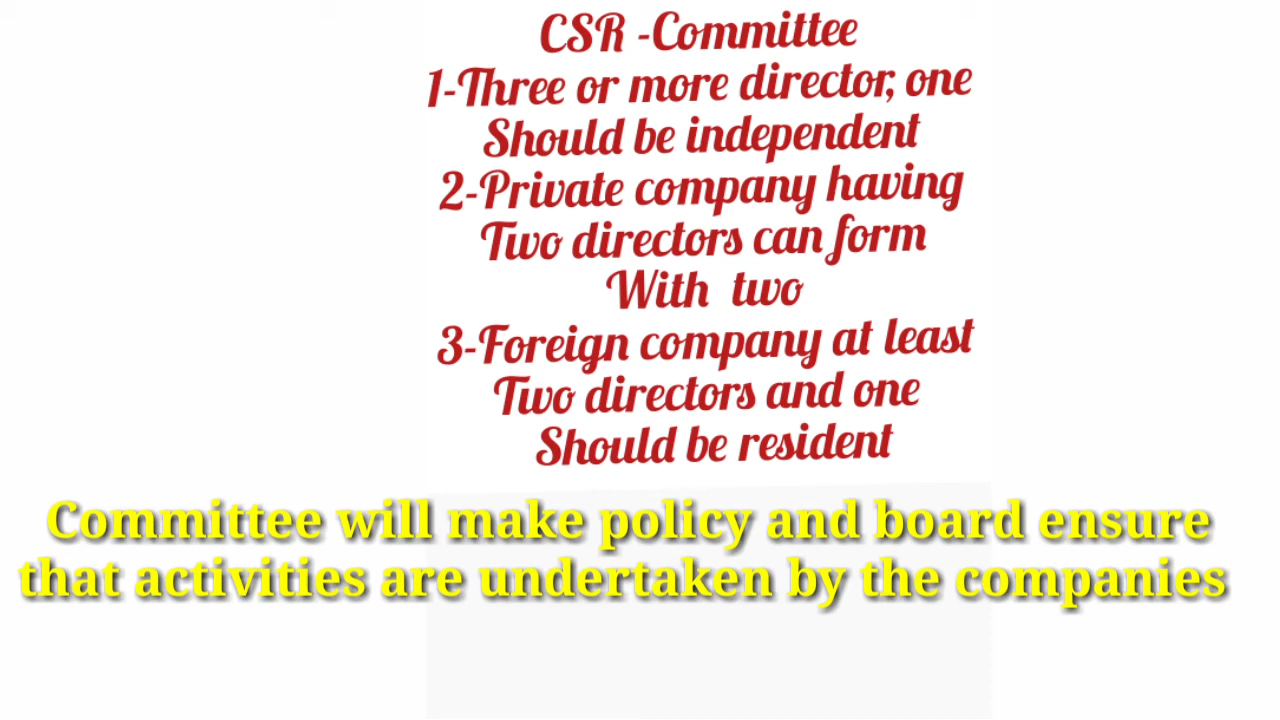 CSR -Committee
1-Three or more director, one
Should be independent
2-Private company having
Two directors can form
With two
3-Foreign company at least
Two directors and one
Should be resident
Committee will make policy and board ensure
that activities are undertaken by the companies